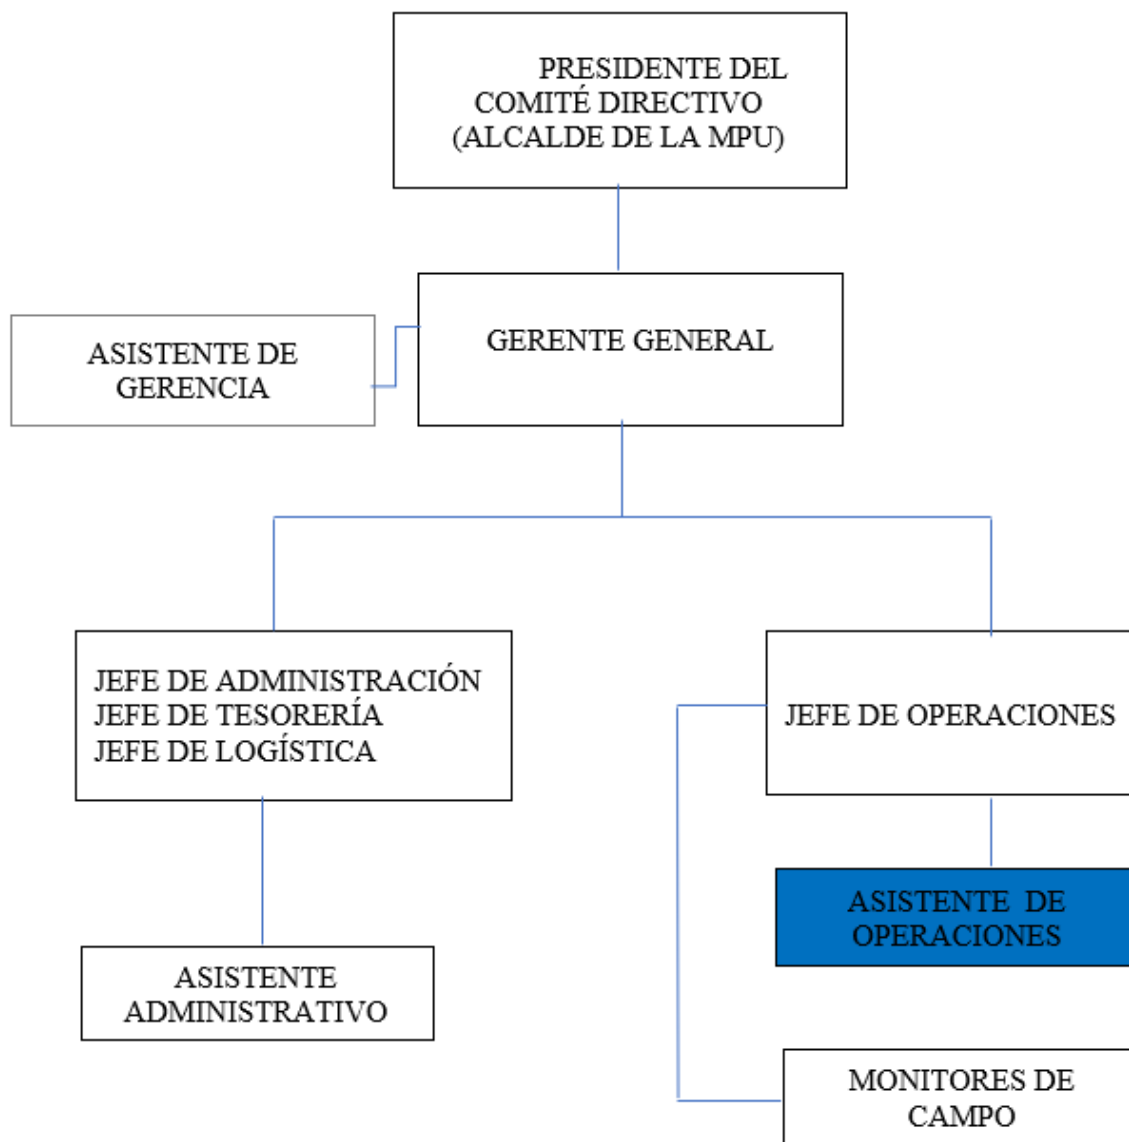 PRESIDENTE DEL
COMITÉ DIRECTIVO
(ALCALDE DE LA MPU)
GERENTE GENERAL
ASISTENTE DE
GERENCIA
JEFE DE ADMINISTRACIÓN
JEFE DE TESORERÍA
JEFE DE LOGÍSTICA
JEFE DE OPERACIONES
ASISTENTE DE
OPERACIONES
ASISTENTE
ADMINISTRATIVO
MONITORES DE
CAMPO